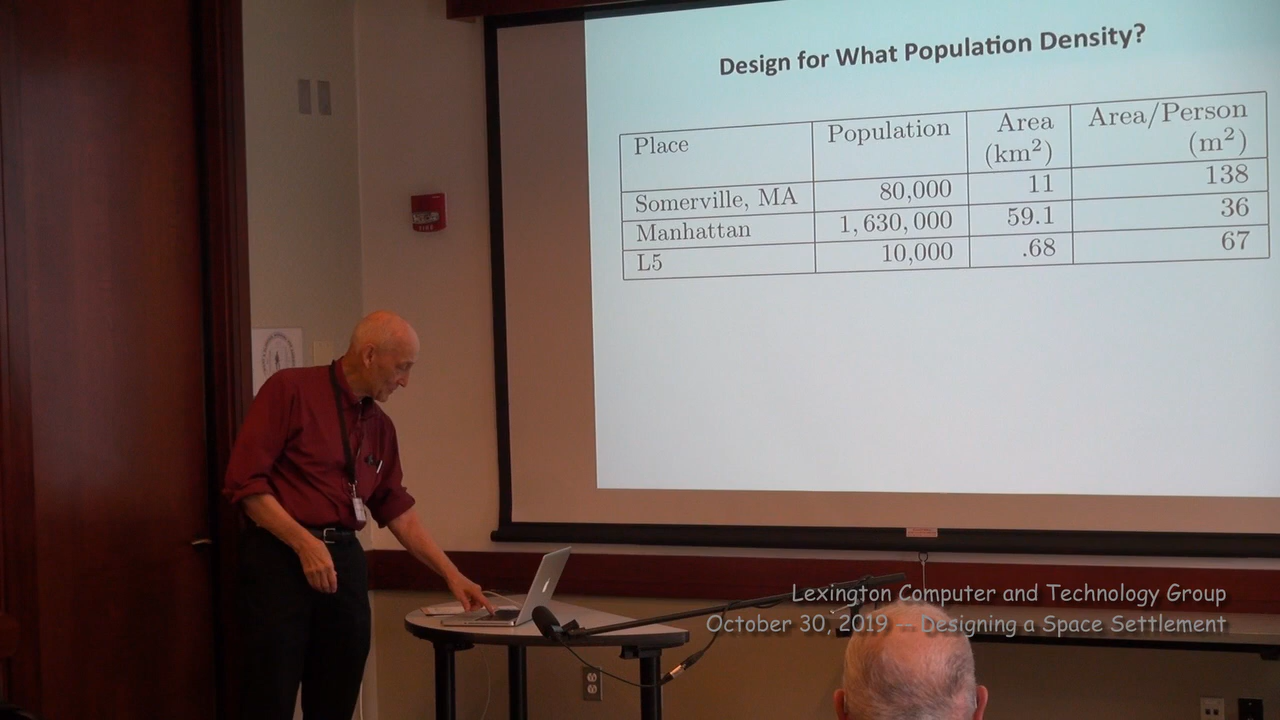 Design for What Population Density?
Place Population Area (km²) Area/Person (m²)
Somerville, MA 80,000 11 138
Manhattan 1,630,000 59.1 36
L5 10,000 .68 67
Lexington Computer and Technology Group
October 30, 2019 — Designing a Space Settlement